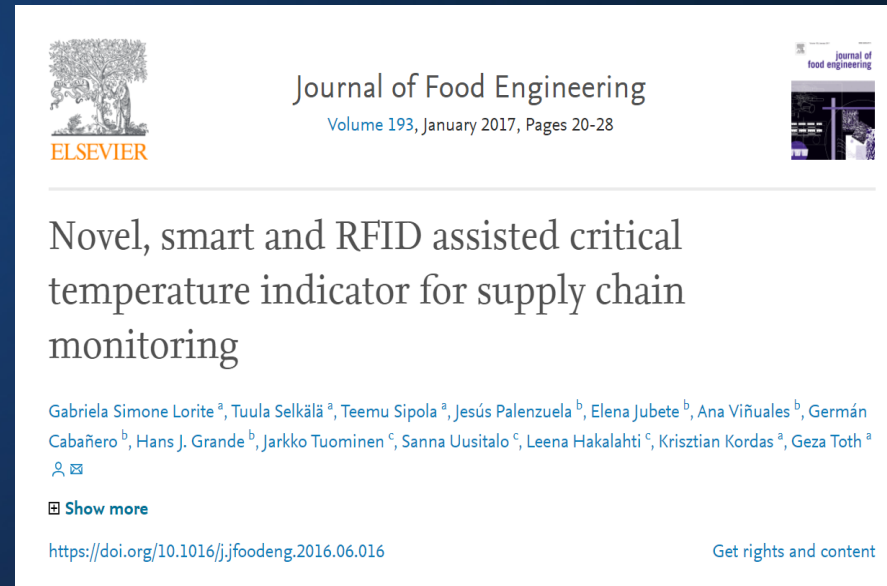 ELSEVIER
Journal of Food Engineering
Volume 193, January 2017, Pages 20-28
journal of
food engineering
Novel, smart and RFID assisted critical
temperature indicator for supply chain
monitoring
Gabriela Simone Lorite a, Tuula Selkälä a, Teemu Sipola a, Jesús Palenzuela b, Elena Jubete b, Ana Viñuales b, Germán
Cabañero b, Hans J. Grande b, Jarkko Tuominen c, Sanna Uusitalo c, Leena Hakalahti c, Krisztian Kordas a, Geza Toth a
Show more
https://doi.org/10.1016/j.jfoodeng.2016.06.016
Get rights and content